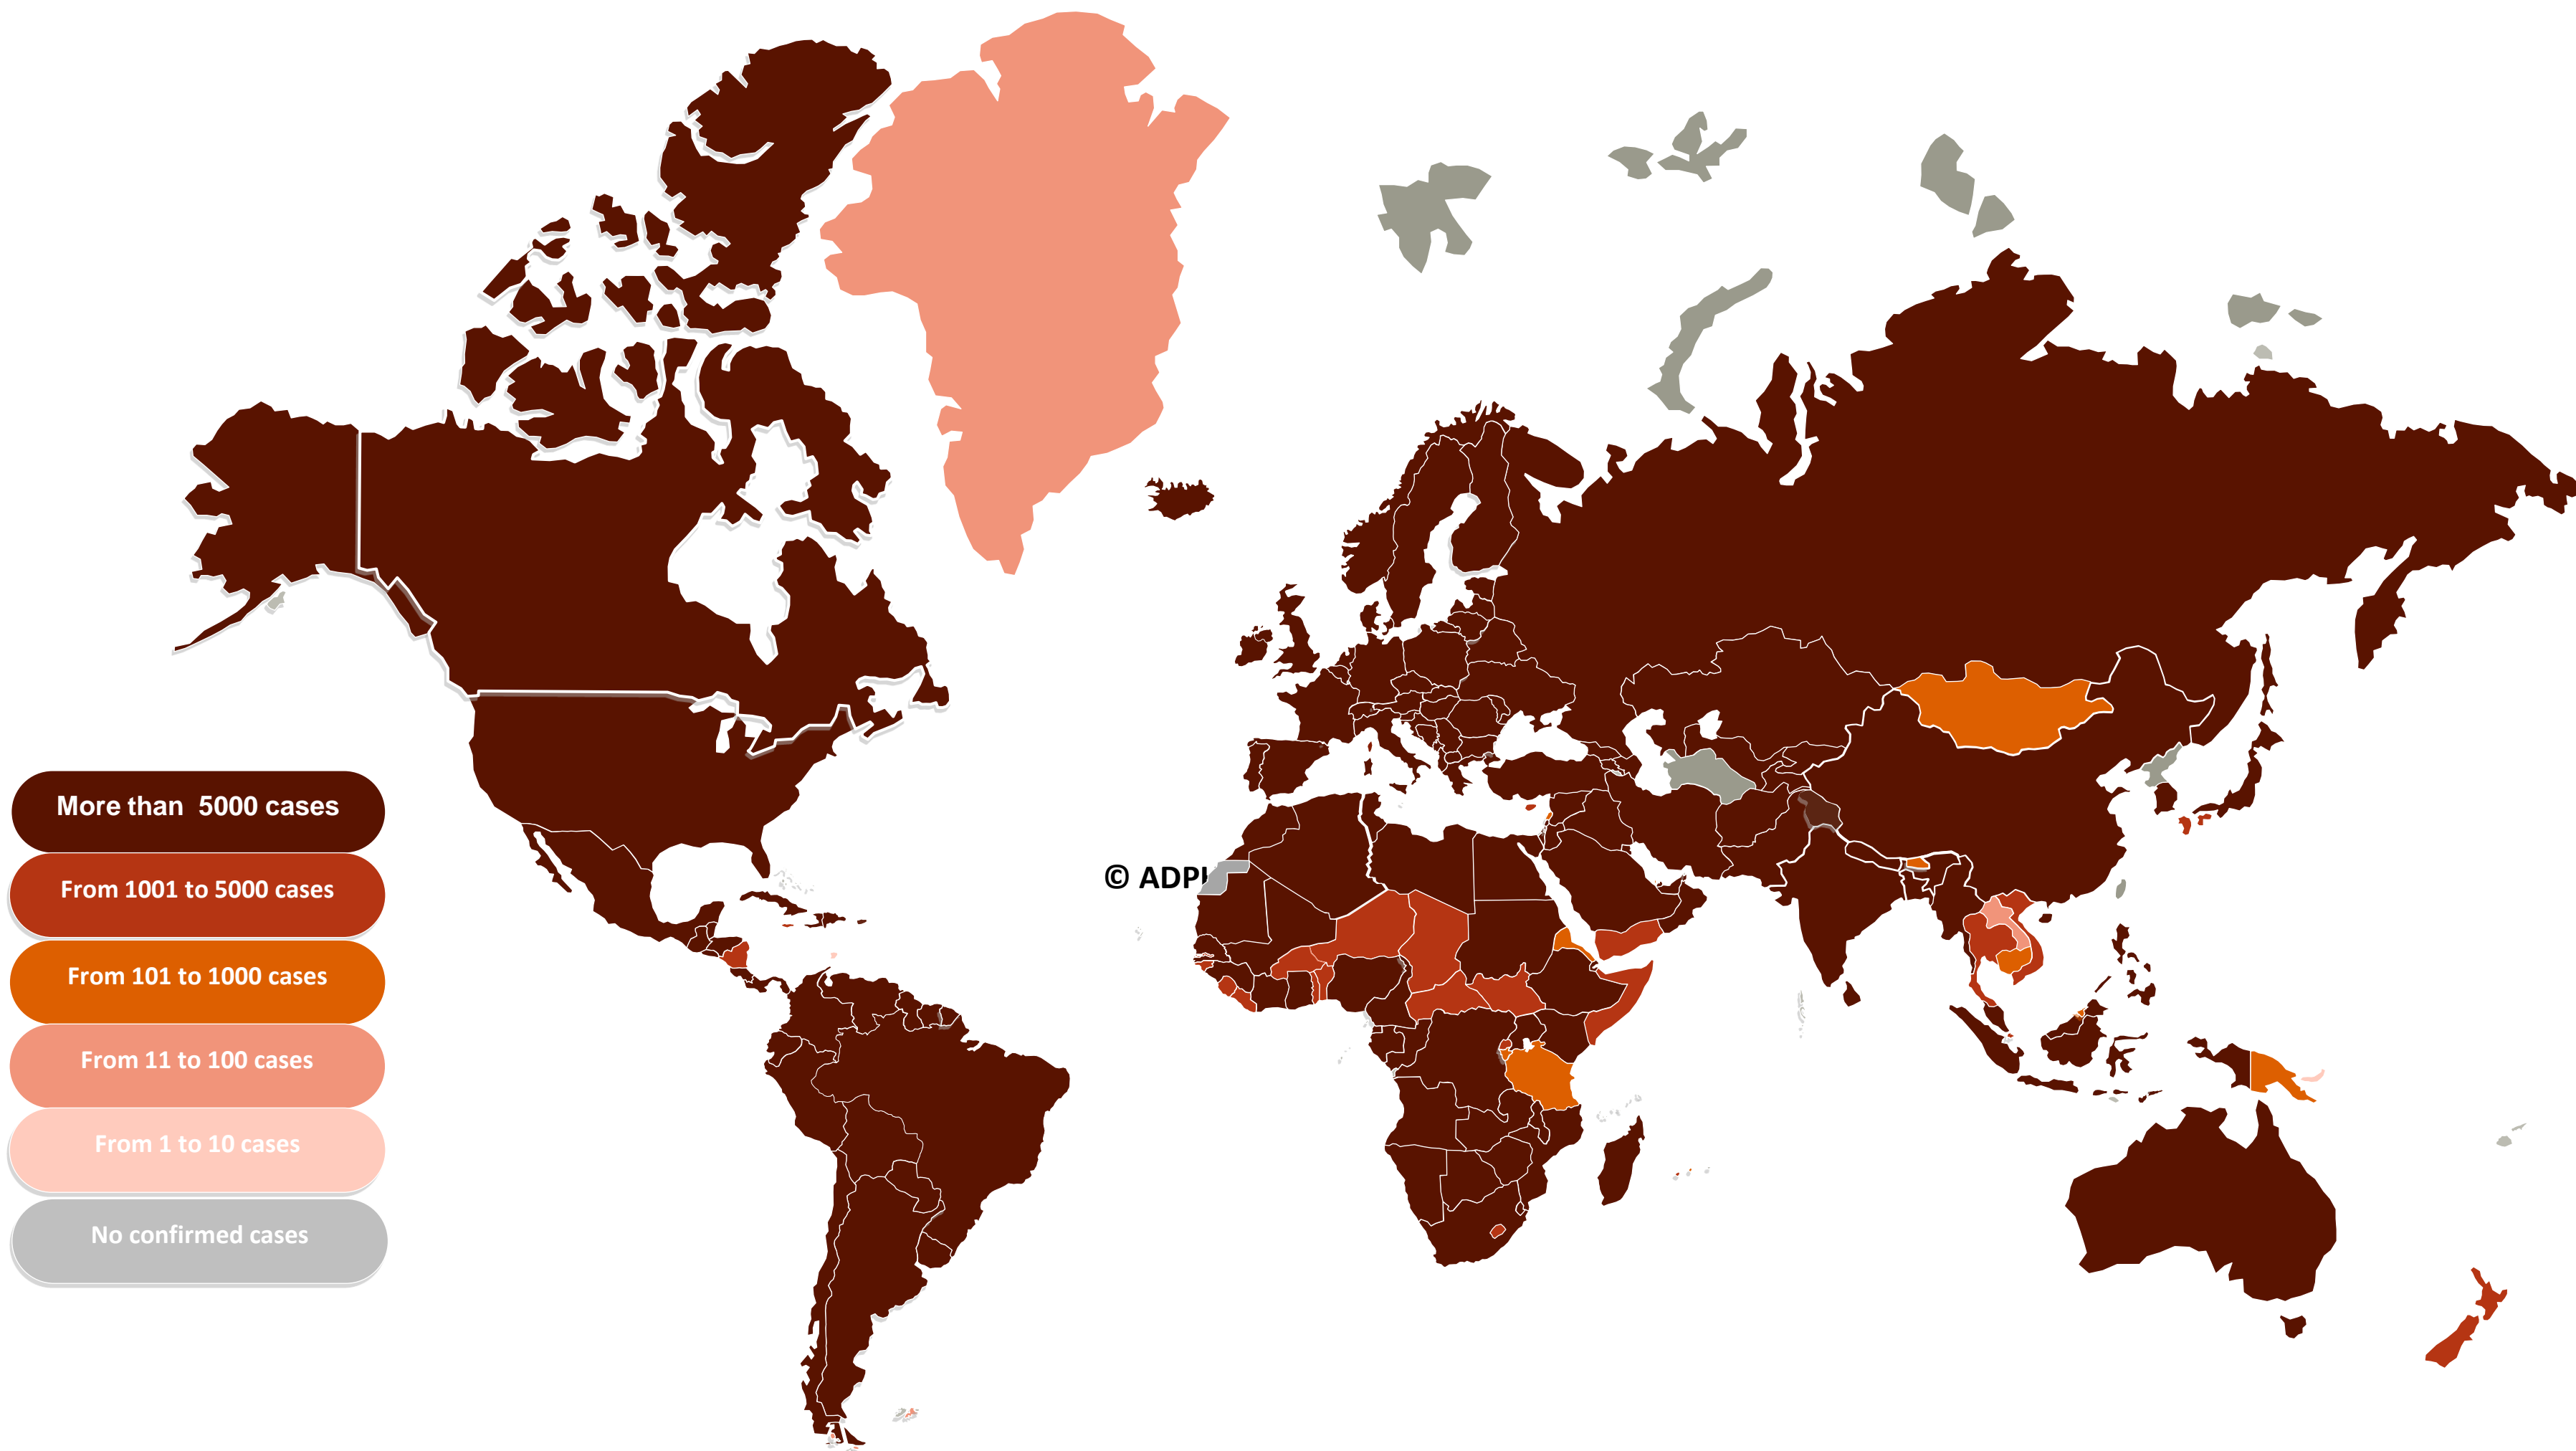 More than 5000 cases
From 1001 to 5000 cases
© ADPH
From 101 to 1000 cases
From 11 to 100 cases
From 1 to 10 cases
No confirmed cases